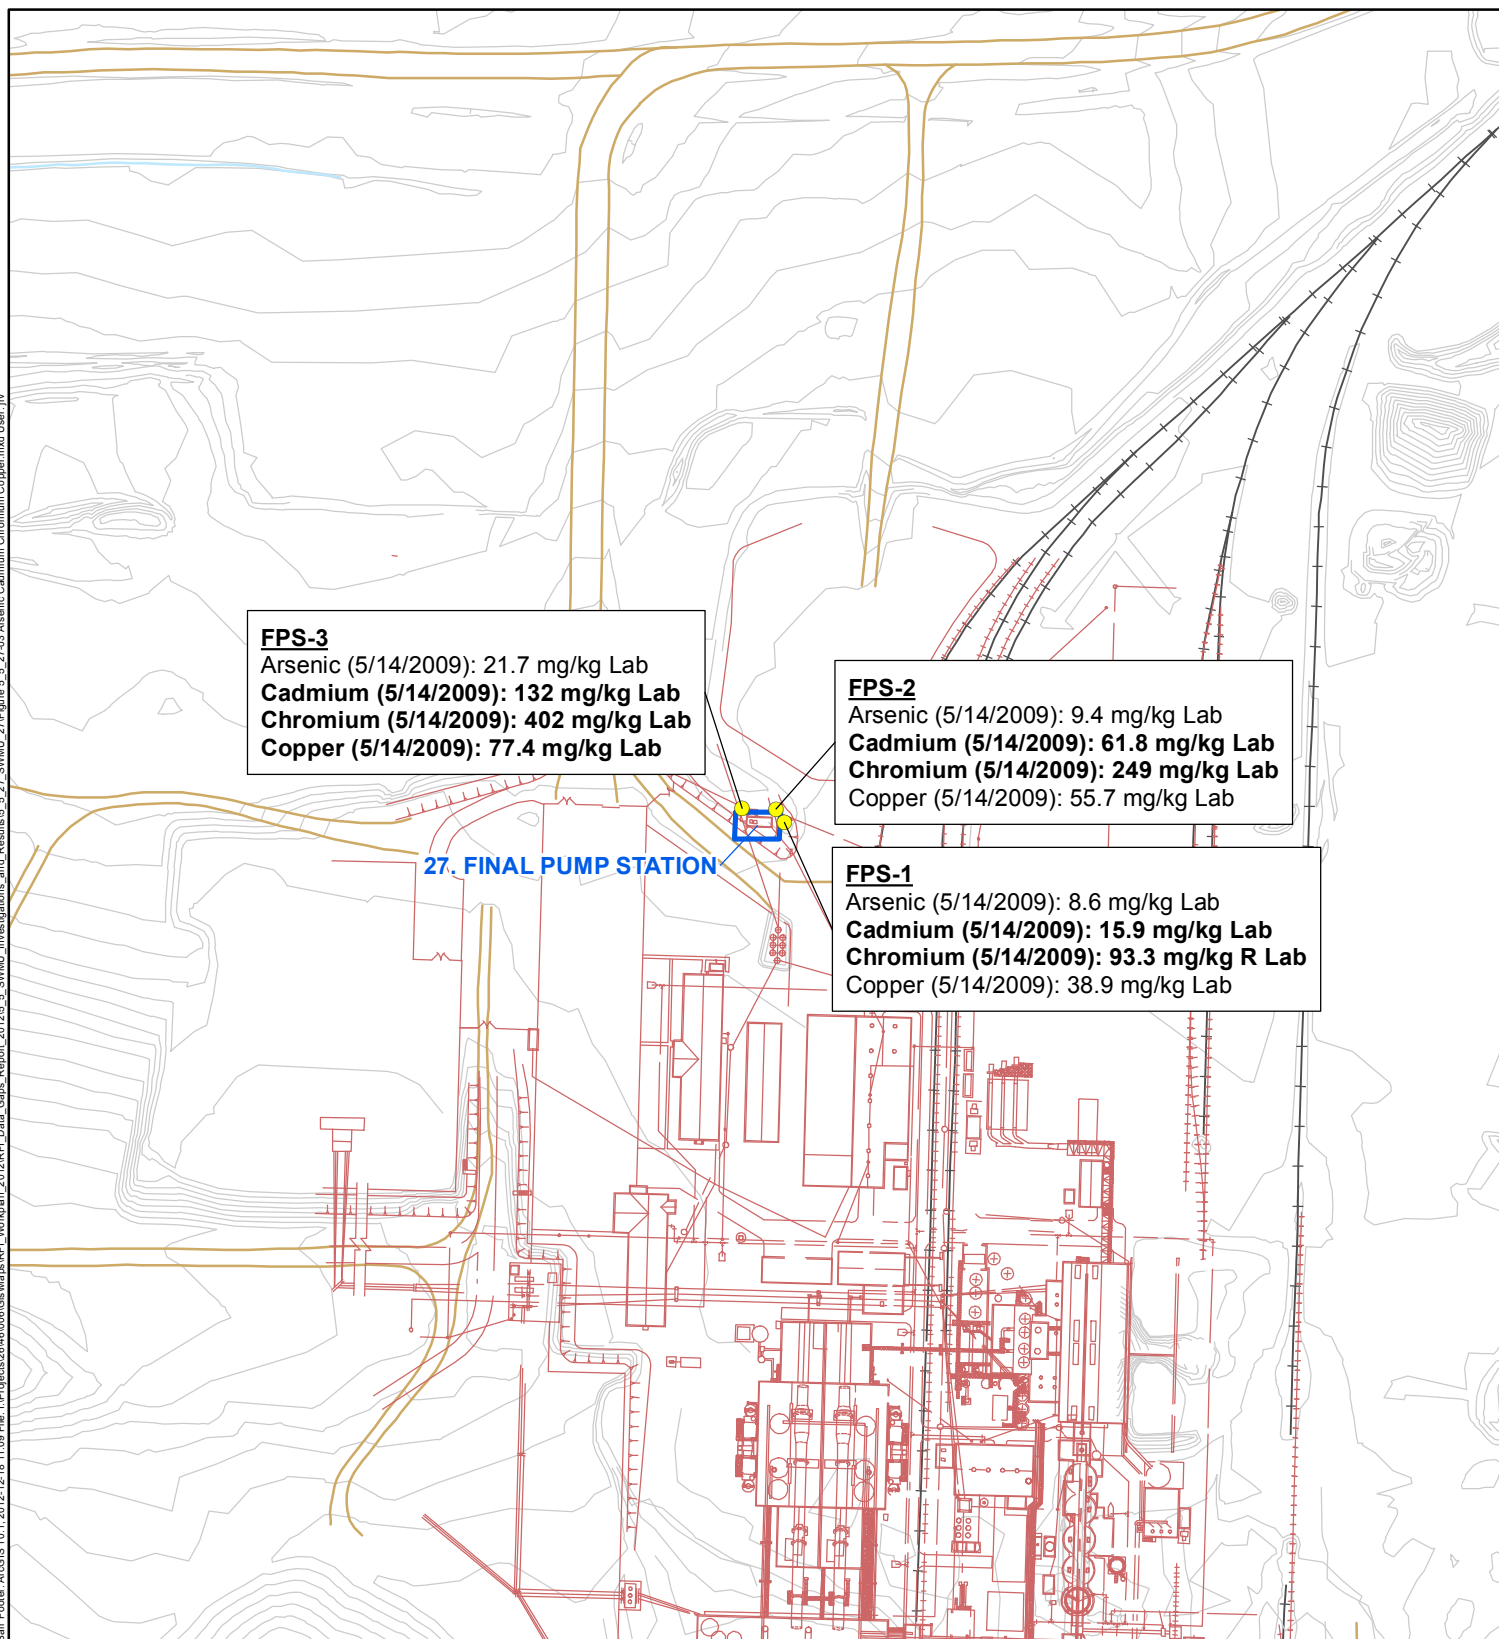 FPS-3
Arsenic (5/14/2009): 21.7 mg/kg Lab
Cadmium (5/14/2009): 132 mg/kg Lab
Chromium (5/14/2009): 402 mg/kg Lab
Copper (5/14/2009): 77.4 mg/kg Lab
FPS-2
Arsenic (5/14/2009): 9.4 mg/kg Lab
Cadmium (5/14/2009): 61.8 mg/kg Lab
Chromium (5/14/2009): 249 mg/kg Lab
Copper (5/14/2009): 55.7 mg/kg Lab
27. FINAL PUMP STATION
FPS-1
Arsenic (5/14/2009): 8.6 mg/kg Lab
Cadmium (5/14/2009): 15.9 mg/kg Lab
Chromium (5/14/2009): 93.3 mg/kg R Lab
Copper (5/14/2009): 38.9 mg/kg Lab